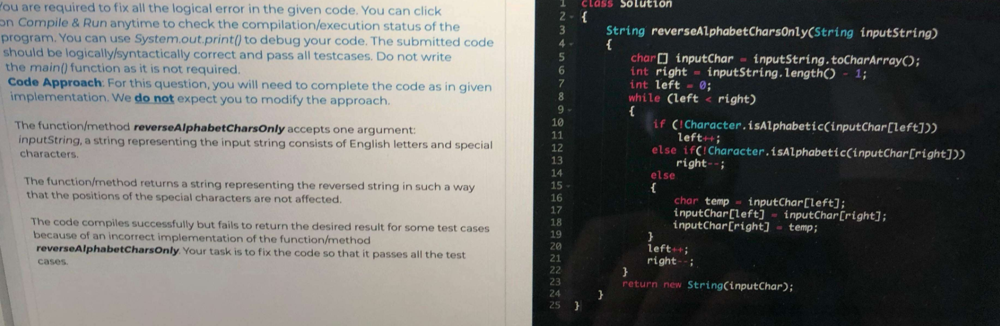 You are required to fix all the logical error in the given code. You can click
on Compile & Run anytime to check the compilation/execution status of the
program. You can use System.out.print() to debug your code. The submitted code
should be logically/syntactically correct and pass all testcases. Do not write
the main() function as it is not required.
Code Approach: For this question, you will need to complete the code as in given
implementation. We do not expect you to modify the approach.
The function/method reverseAlphabetCharsOnly accepts one argument:
inputString, a string representing the input string consists of English letters and special
characters.
The function/method returns a string representing the reversed string in such a way
that the positions of the special characters are not affected.
The code compiles successfully but fails to return the desired result for some test cases
because of an incorrect implementation of the function/method
reverseAlphabetCharsOnly. Your task is to fix the code so that it passes all the test
cases.
1 class Solution
2 {
3 String reverseAlphabetCharsOnly(String inputString)
4 {
5 char[] inputChar = inputString.toCharArray();
6 int right = inputString.length() - 1;
7 int left = 0;
8 while (left < right)
9 {
10 if (!Character.isAlphabetic(inputChar[left]))
11 left++;
12 else if(!Character.isAlphabetic(inputChar[right]))
13 right--;
14 else
15 {
16 char temp = inputChar[left];
17 inputChar[left] = inputChar[right];
18 inputChar[right] = temp;
19 }
20 left++;
21 right--;
22 }
23 return new String(inputChar);
24 }
25 }